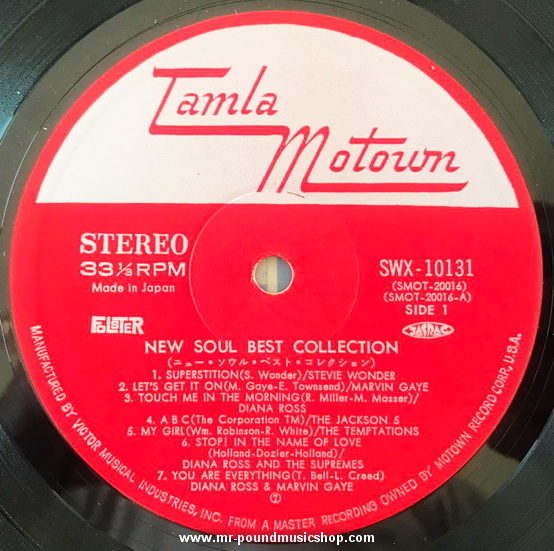 Tamla
Motown
STEREO
33 1/3 RPM
Made in Japan
SWX-10131
(SMOT-20016)
(SMOT-20016-A)
SIDE 1
POLSTER
JASRAC
NEW SOUL BEST COLLECTION
(ニュー・ソウル・ベスト・コレクション)
1. SUPERSTITION(S. Wonder)/STEVIE WONDER
2. LET'S GET IT ON(M. Gaye-E. Townsend)/MARVIN GAYE
3. TOUCH ME IN THE MORNING(R. Miller-M. Masser)/
DIANA ROSS
4. A B C(The Corporation TM)/THE JACKSON 5
5. MY GIRL(Wm. Robinson-R. White)/THE TEMPTATIONS
6. STOP! IN THE NAME OF LOVE
(Holland-Dozier-Holland)/
DIANA ROSS AND THE SUPREMES
7. YOU ARE EVERYTHING(T. Bell-L. Creed)
DIANA ROSS & MARVIN GAYE
7
MANUFACTURED BY VICTOR MUSICAL INDUSTRIES, INC. FROM A MASTER RECORDING OWNED BY MOTOWN RECORD CORP., U.S.A.
www.mr-poundmusicshop.com